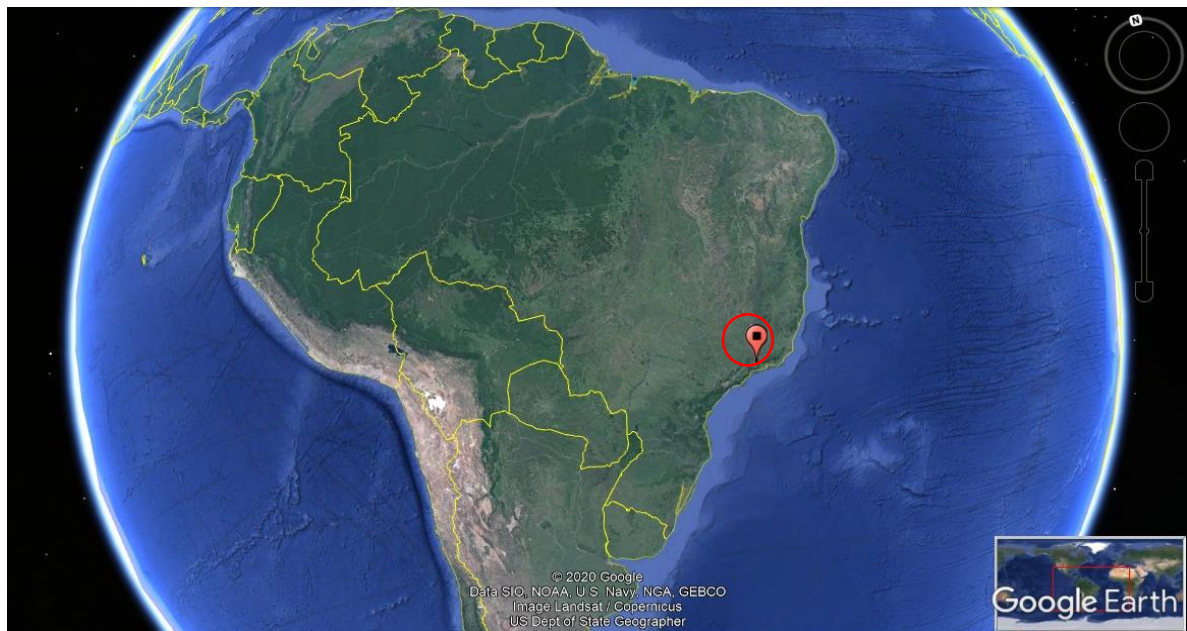 N
© 2020 Google
Data SIO, NOAA, U.S. Navy, NGA, GEBCO
Image Landsat / Copernicus
US Dept of State Geographer
Google Earth